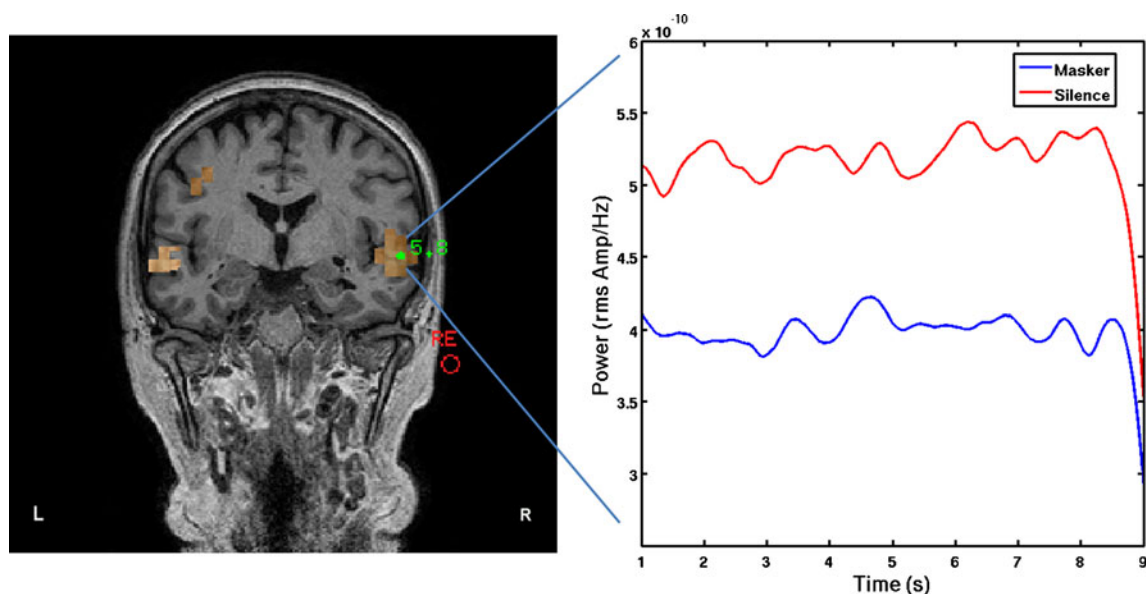 5,8
RE
L
R
x 10
-10
6
5.5
5
4.5
4
3.5
3
Power (rms Amp/Hz)
Masker
Silence
1 2 3 4 5 6 7 8 9
Time (s)